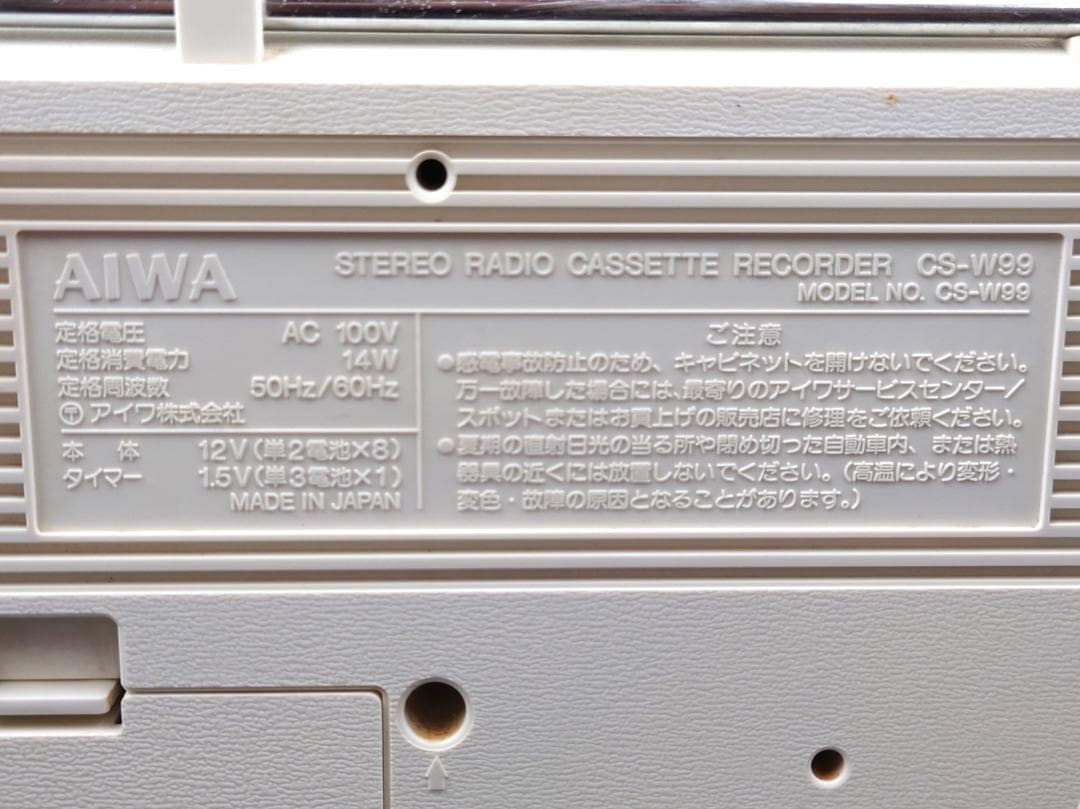 AIWA STEREO RADIO CASSETTE RECORDER CS-W99
MODEL NO. CS-W99
定格電圧 AC 100V
定格消費電力 14W
定格周波数 50Hz/60Hz
〒 アイワ株式会社
本 体 12V(単2電池×8)
タイマー 1.5V(単3電池×1)
MADE IN JAPAN
ご注意
●感電事故防止のため、キャビネットを開けないでください。
万一故障した場合には、最寄りのアイワサービスセンター/
スポットまたはお買上げの販売店に修理をご依頼ください。
●夏期の直射日光の当る所や閉め切った自動車内、または熱
器具の近くには放置しないでください。(高温により変形・
変色・故障の原因となることがあります。)